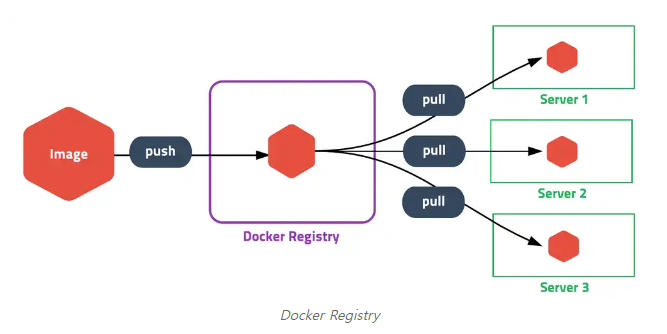 pull
Server 1
Image
push
pull
Server 2
Docker Registry
pull
Server 3
Docker Registry